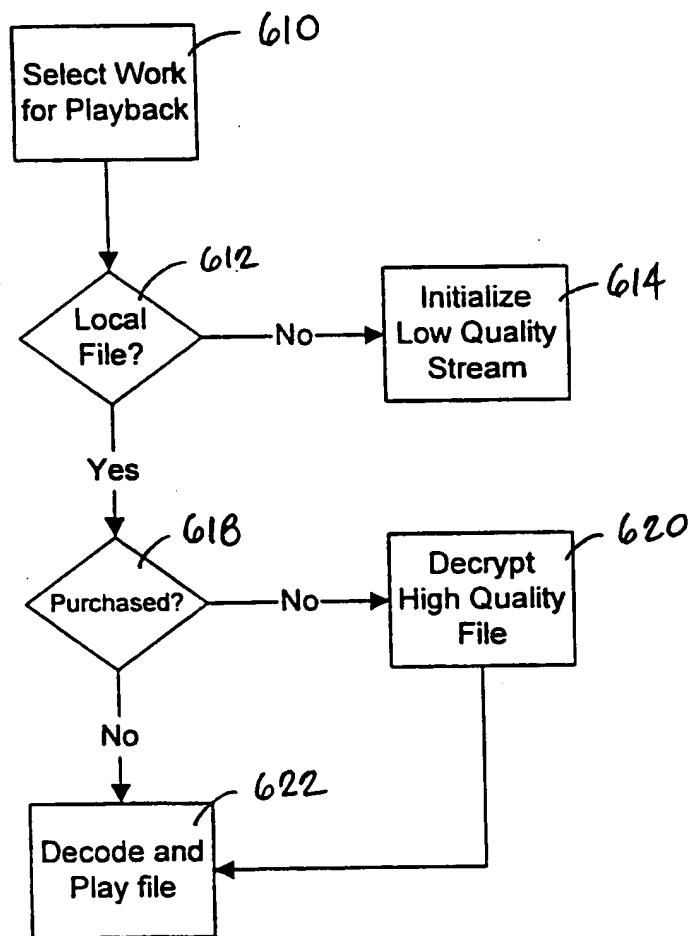 610
Select Work
for Playback
612
Local
File?
No
614
Initialize
Low Quality
Stream
Yes
618
Purchased?
No
620
Decrypt
High Quality
File
No
622
Decode and
Play file